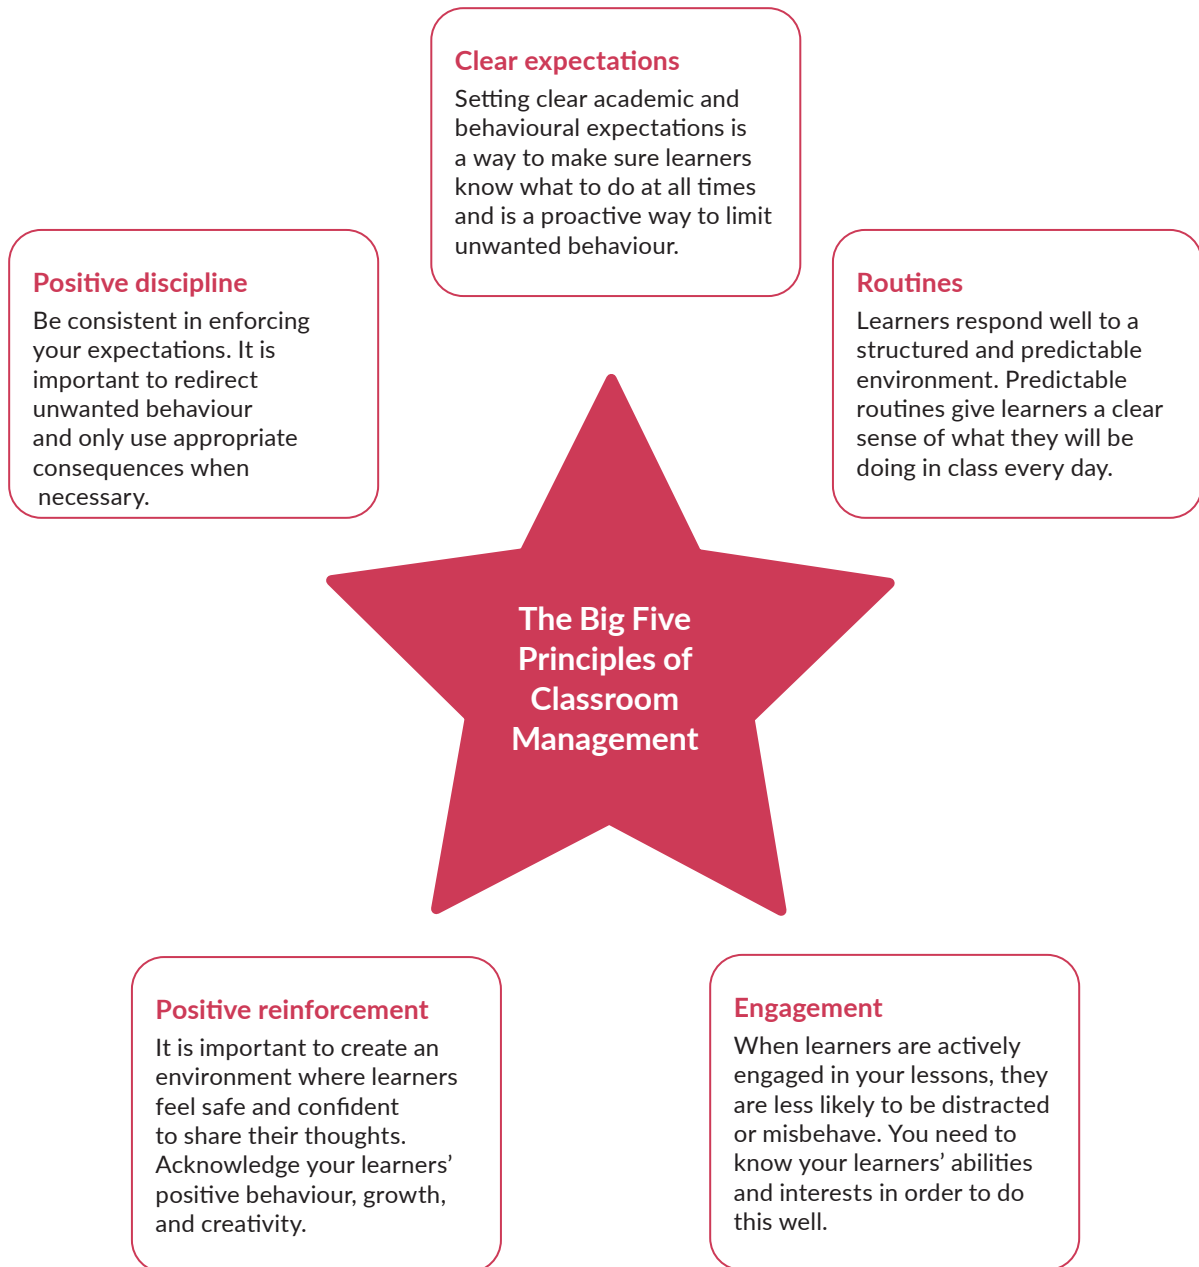 Clear expectations
Setting clear academic and
behavioural expectations is
a way to make sure learners
know what to do at all times
and is a proactive way to limit
unwanted behaviour.
Positive discipline
Be consistent in enforcing
your expectations. It is
important to redirect
unwanted behaviour
and only use appropriate
consequences when
necessary.
Routines
Learners respond well to a
structured and predictable
environment. Predictable
routines give learners a clear
sense of what they will be
doing in class every day.
The Big Five
Principles of
Classroom
Management
Positive reinforcement
It is important to create an
environment where learners
feel safe and confident
to share their thoughts.
Acknowledge your learners’
positive behaviour, growth,
and creativity.
Engagement
When learners are actively
engaged in your lessons, they
are less likely to be distracted
or misbehave. You need to
know your learners’ abilities
and interests in order to do
this well.